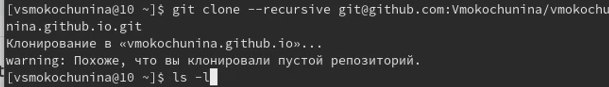 [vsmokochunina@10 ~]$ git clone --recursive git@github.com:Vmokochunina/vmokochu
nina.github.io.git
Клонирование в «vmokochunina.github.io»...
warning: Похоже, что вы клонировали пустой репозиторий.
[vsmokochunina@10 ~]$ ls -l